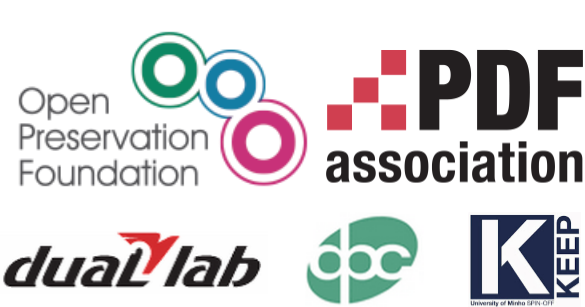 Open
Preservation
Foundation
PDF
association
dual lab
dpc
K
KEEP
University of Minho SPIN-OFF